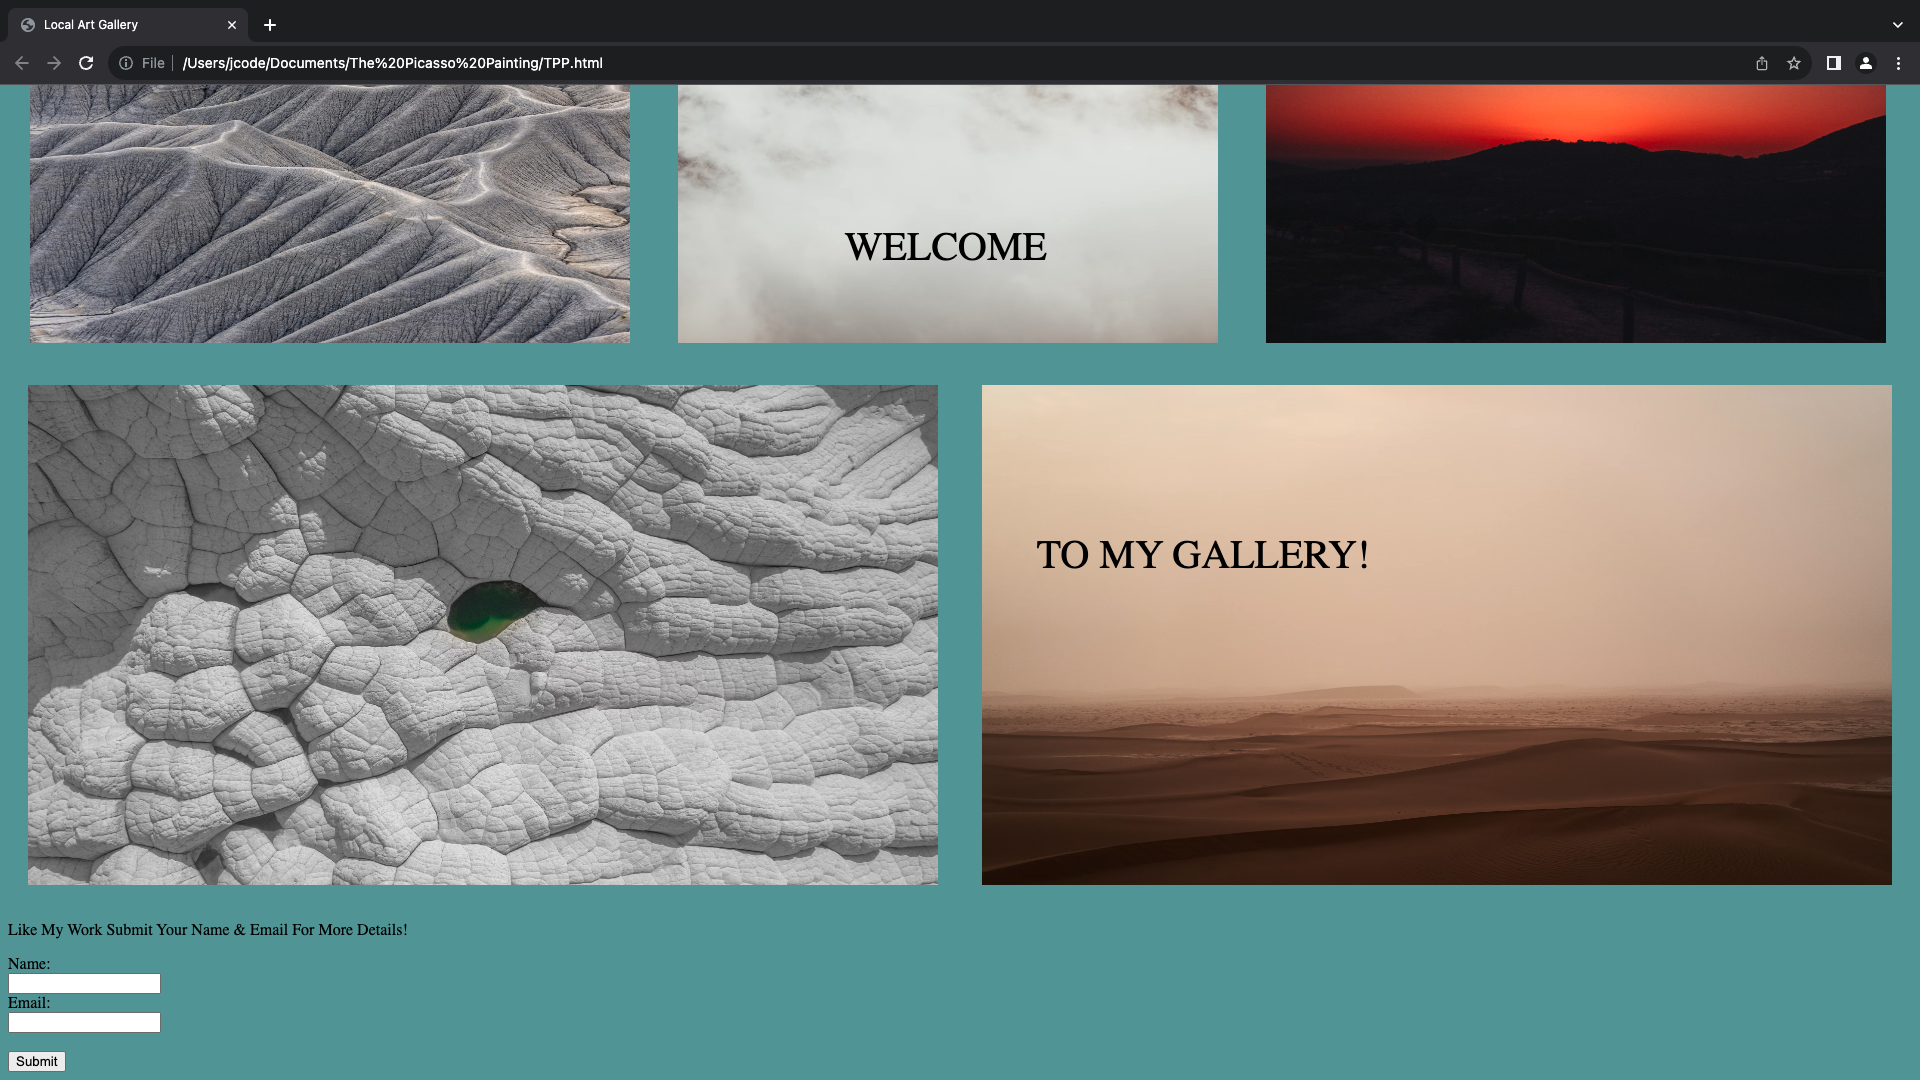 Local Art Gallery
File
/Users/jcode/Documents/The%20Picasso%20Painting/TPP.html
WELCOME
TO MY GALLERY!
Like My Work Submit Your Name & Email For More Details!
Name:
Email:
Submit